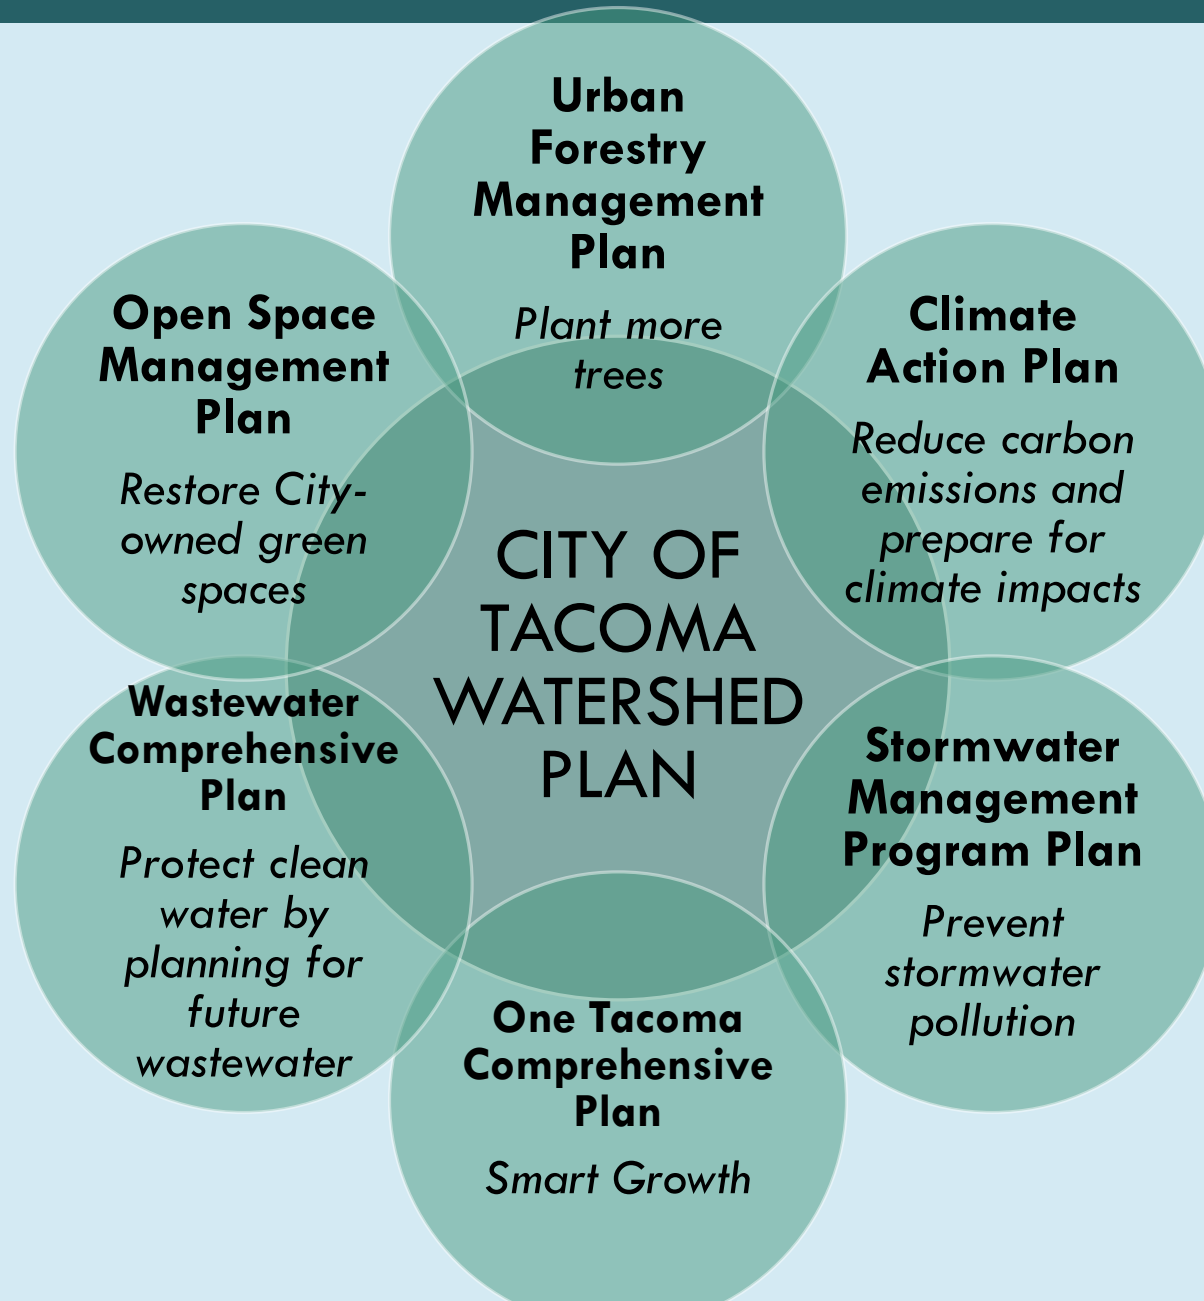 Urban
Forestry
Management
Plan
Plant more
trees
Climate
Action Plan
Reduce carbon
emissions and
prepare for
climate impacts
Stormwater
Management
Program Plan
Prevent
stormwater
pollution
One Tacoma
Comprehensive
Plan
Smart Growth
Wastewater
Comprehensive
Plan
Protect clean
water by
planning for
future
wastewater
Open Space
Management
Plan
Restore City-
owned green
spaces
CITY OF
TACOMA
WATERSHED
PLAN